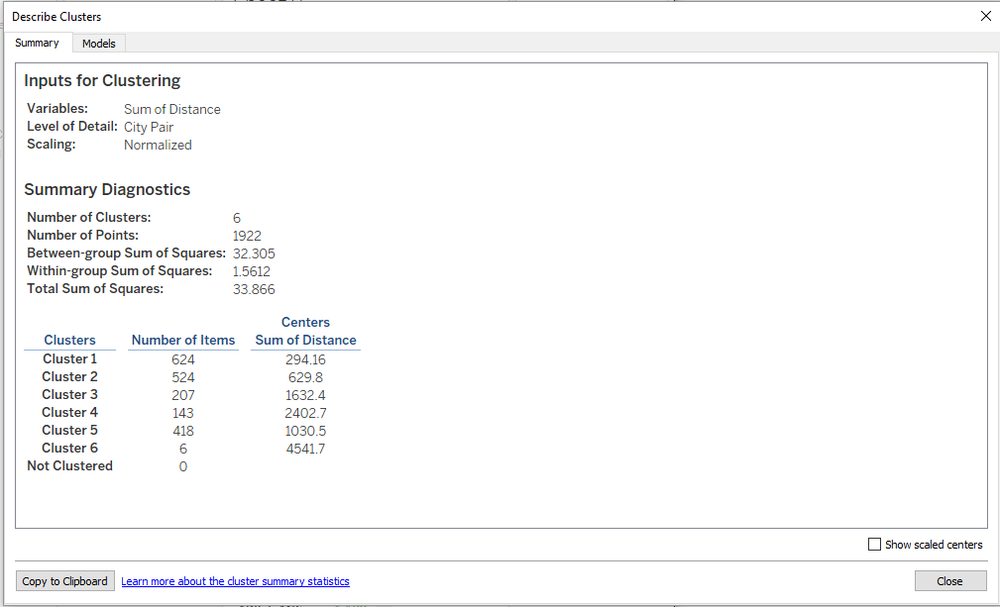 Describe Clusters
Summary Models
Inputs for Clustering
Variables: Sum of Distance
Level of Detail: City Pair
Scaling: Normalized
Summary Diagnostics
Number of Clusters: 6
Number of Points: 1922
Between-group Sum of Squares: 32.305
Within-group Sum of Squares: 1.5612
Total Sum of Squares: 33.866
Centers
Clusters Number of Items Sum of Distance
Cluster 1 624 294.16
Cluster 2 524 629.8
Cluster 3 207 1632.4
Cluster 4 143 2402.7
Cluster 5 418 1030.5
Cluster 6 6 4541.7
Not Clustered 0
Show scaled centers
Copy to Clipboard Learn more about the cluster summary statistics Close